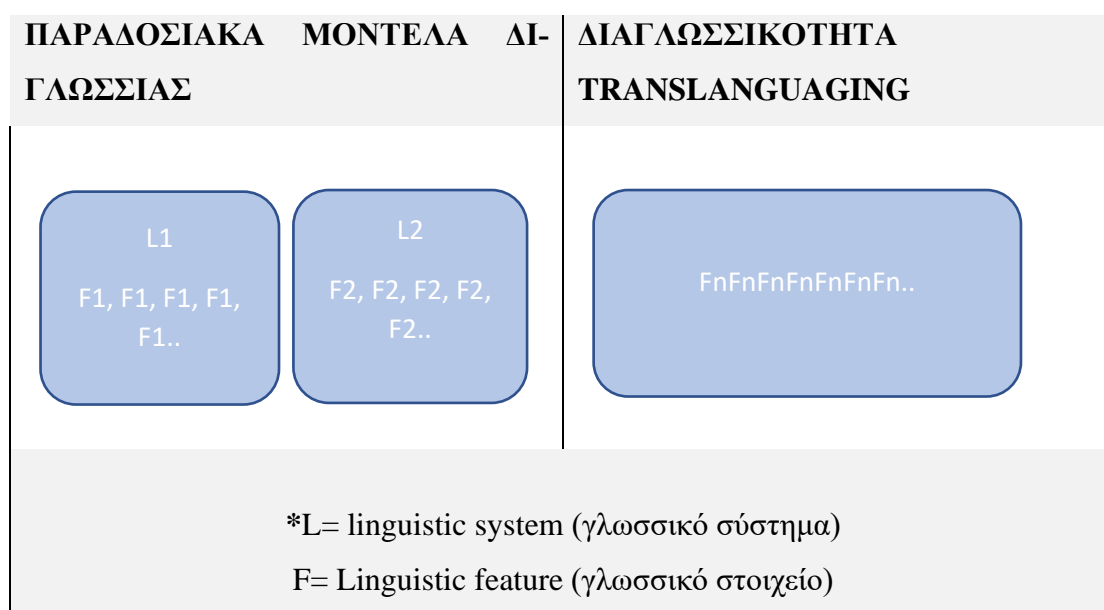 ΠΑΡΑΔΟΣΙΑΚΑ ΜΟΝΤΕΛΑ ΔΙ-
ΓΛΩΣΣΙΑΣ
ΔΙΑΓΛΩΣΣΙΚΟΤΗΤΑ
TRANSLANGUAGING
L1
F1, F1, F1, F1,
F1..
L2
F2, F2, F2, F2,
F2..
FnFnFnFnFnFnFn..
*L= linguistic system (γλωσσικό σύστημα)
F= Linguistic feature (γλωσσικό στοιχείο)